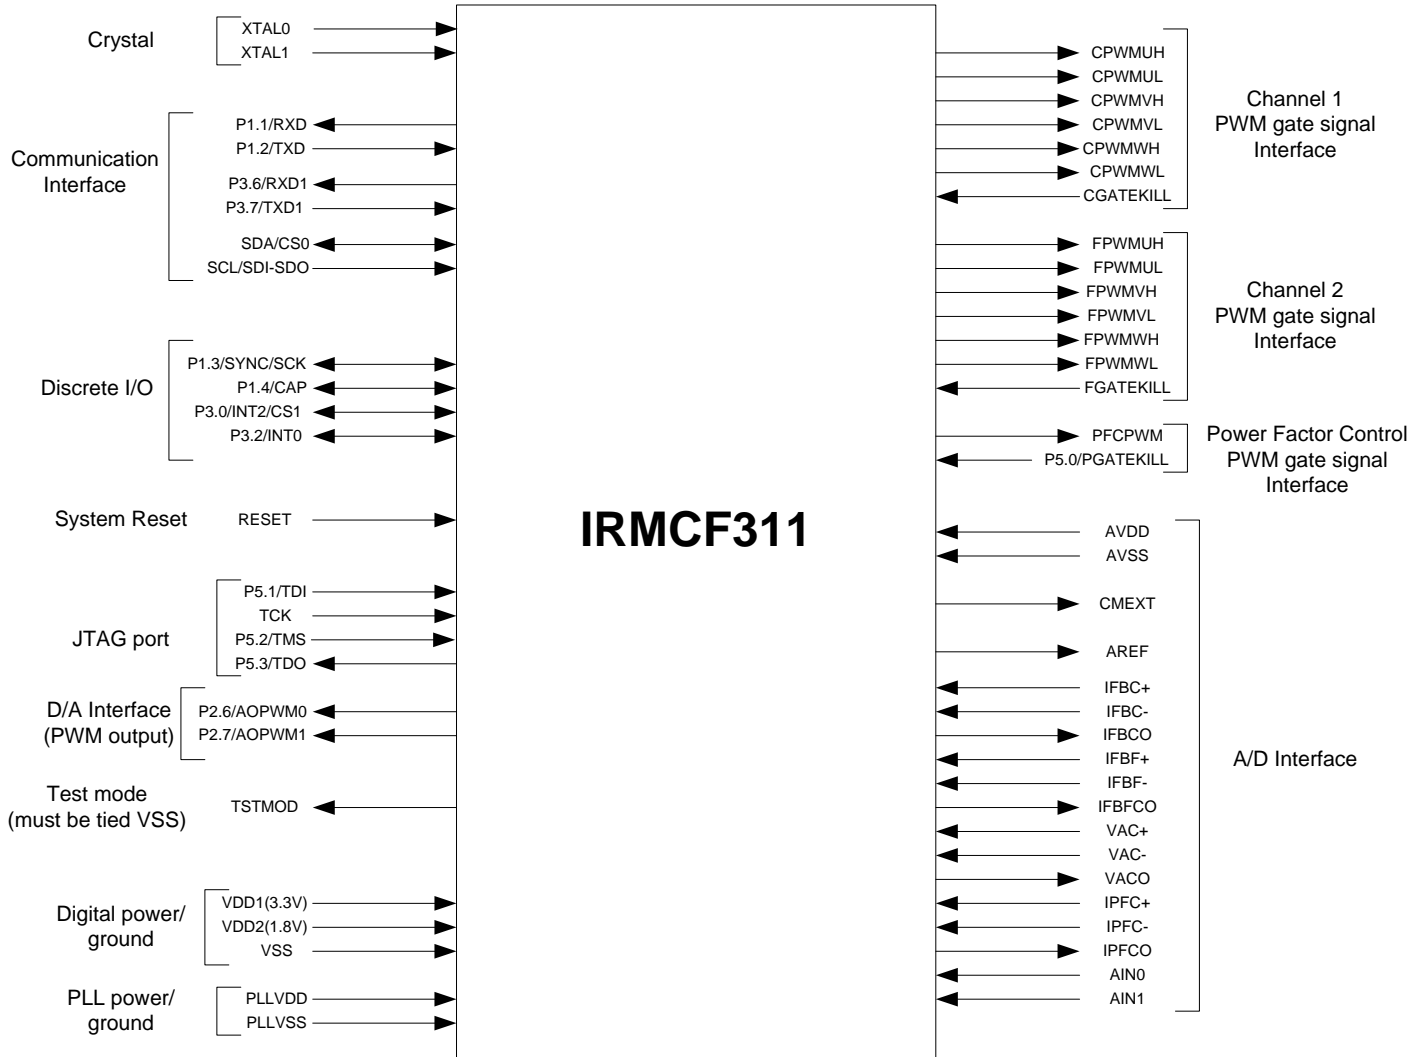 Crystal
XTAL0
XTAL1
Communication
Interface
P1.1/RXD
P1.2/TXD
P3.6/RXD1
P3.7/TXD1
SDA/CS0
SCL/SDI-SDO
Discrete I/O
P1.3/SYNC/SCK
P1.4/CAP
P3.0/INT2/CS1
P3.2/INT0
System Reset
RESET
JTAG port
P5.1/TDI
TCK
P5.2/TMS
P5.3/TDO
D/A Interface
(PWM output)
P2.6/AOPWM0
P2.7/AOPWM1
Test mode
(must be tied VSS)
TSTMOD
Digital power/
ground
VDD1(3.3V)
VDD2(1.8V)
VSS
PLL power/
ground
PLLVDD
PLLVSS
IRMCF311
CPWMUH
CPWMUL
CPWMVH
CPWMVL
CPWMWH
CPWMWL
CGATEKILL
Channel 1
PWM gate signal
Interface
FPWMUH
FPWMUL
FPWMVH
FPWMVL
FPWMWH
FPWMWL
FGATEKILL
Channel 2
PWM gate signal
Interface
PFCPWM
P5.0/PGATEKILL
Power Factor Control
PWM gate signal
Interface
AVDD
AVSS
CMEXT
AREF
IFBC+
IFBC-
IFBCO
IFBF+
IFBF-
IFBFCO
VAC+
VAC-
VACO
IPFC+
IPFC-
IPFCO
AIN0
AIN1
A/D Interface